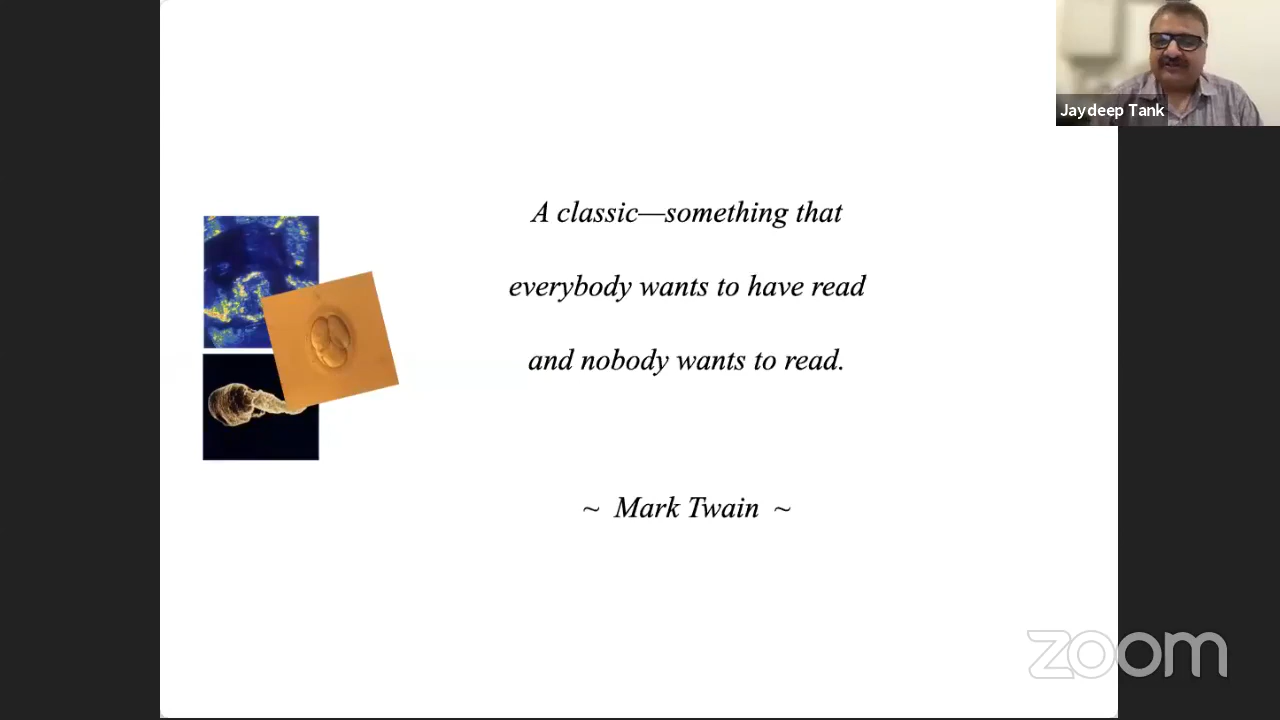 Jaydeep Tank
A classic—something that
everybody wants to have read
and nobody wants to read.
~ Mark Twain ~
zoom